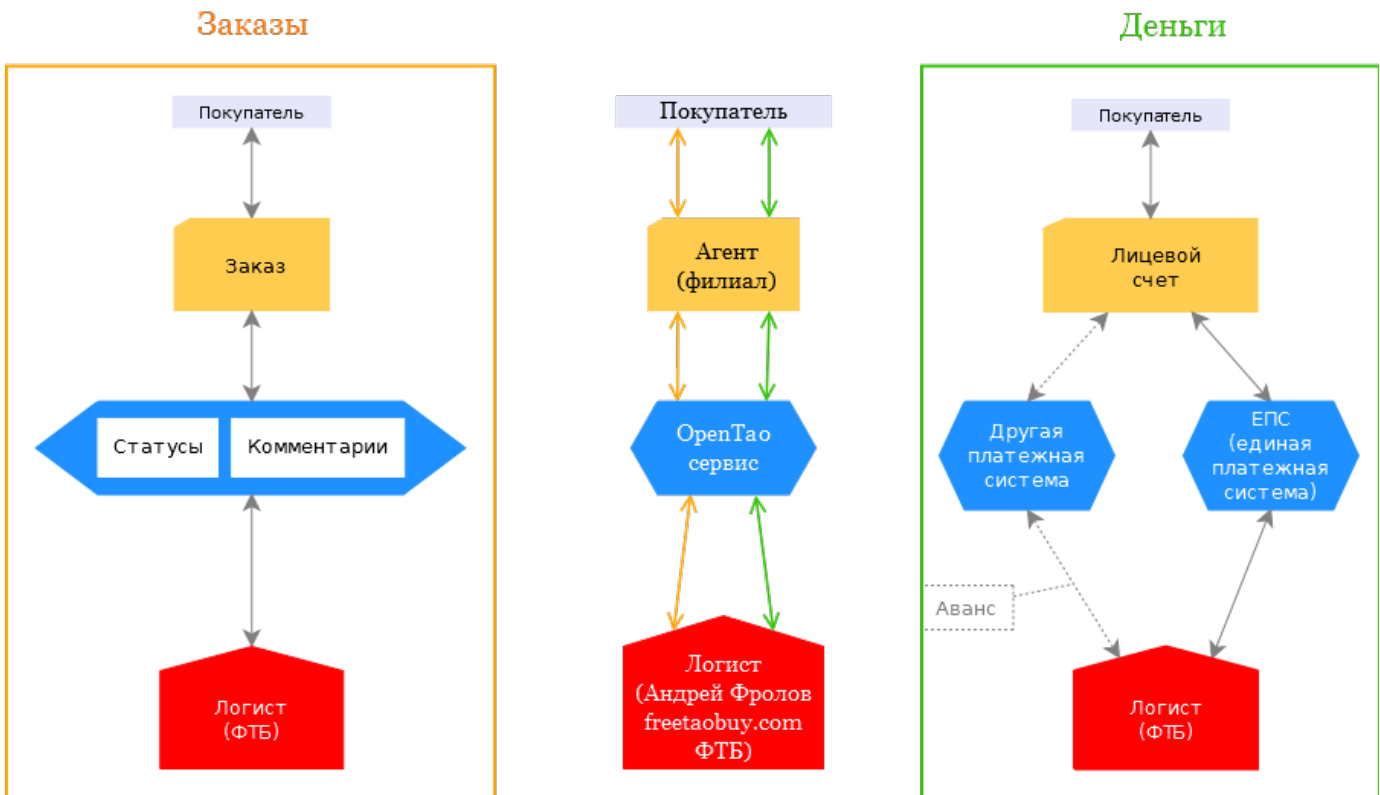 Заказы
Покупатель
Заказ
Статусы
Комментарии
Логист
(ФТБ)
Покупатель
Агент
(филиал)
OpenTao
сервис
Логист
(Андрей Фролов
freetaobuy.com
ФТБ)
Деньги
Покупатель
Лицевой
счет
Другая
платежная
система
ЕПС
(единая
платежная
система)
Аванс
Логист
(ФТБ)